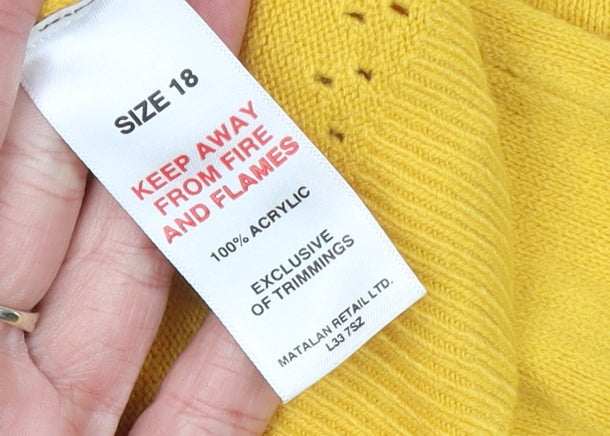 SIZE 18
KEEP AWAY
FROM FIRE
AND FLAMES
100% ACRYLIC
EXCLUSIVE
OF TRIMMINGS
MATALAN RETAIL LTD.
L33 7SZ